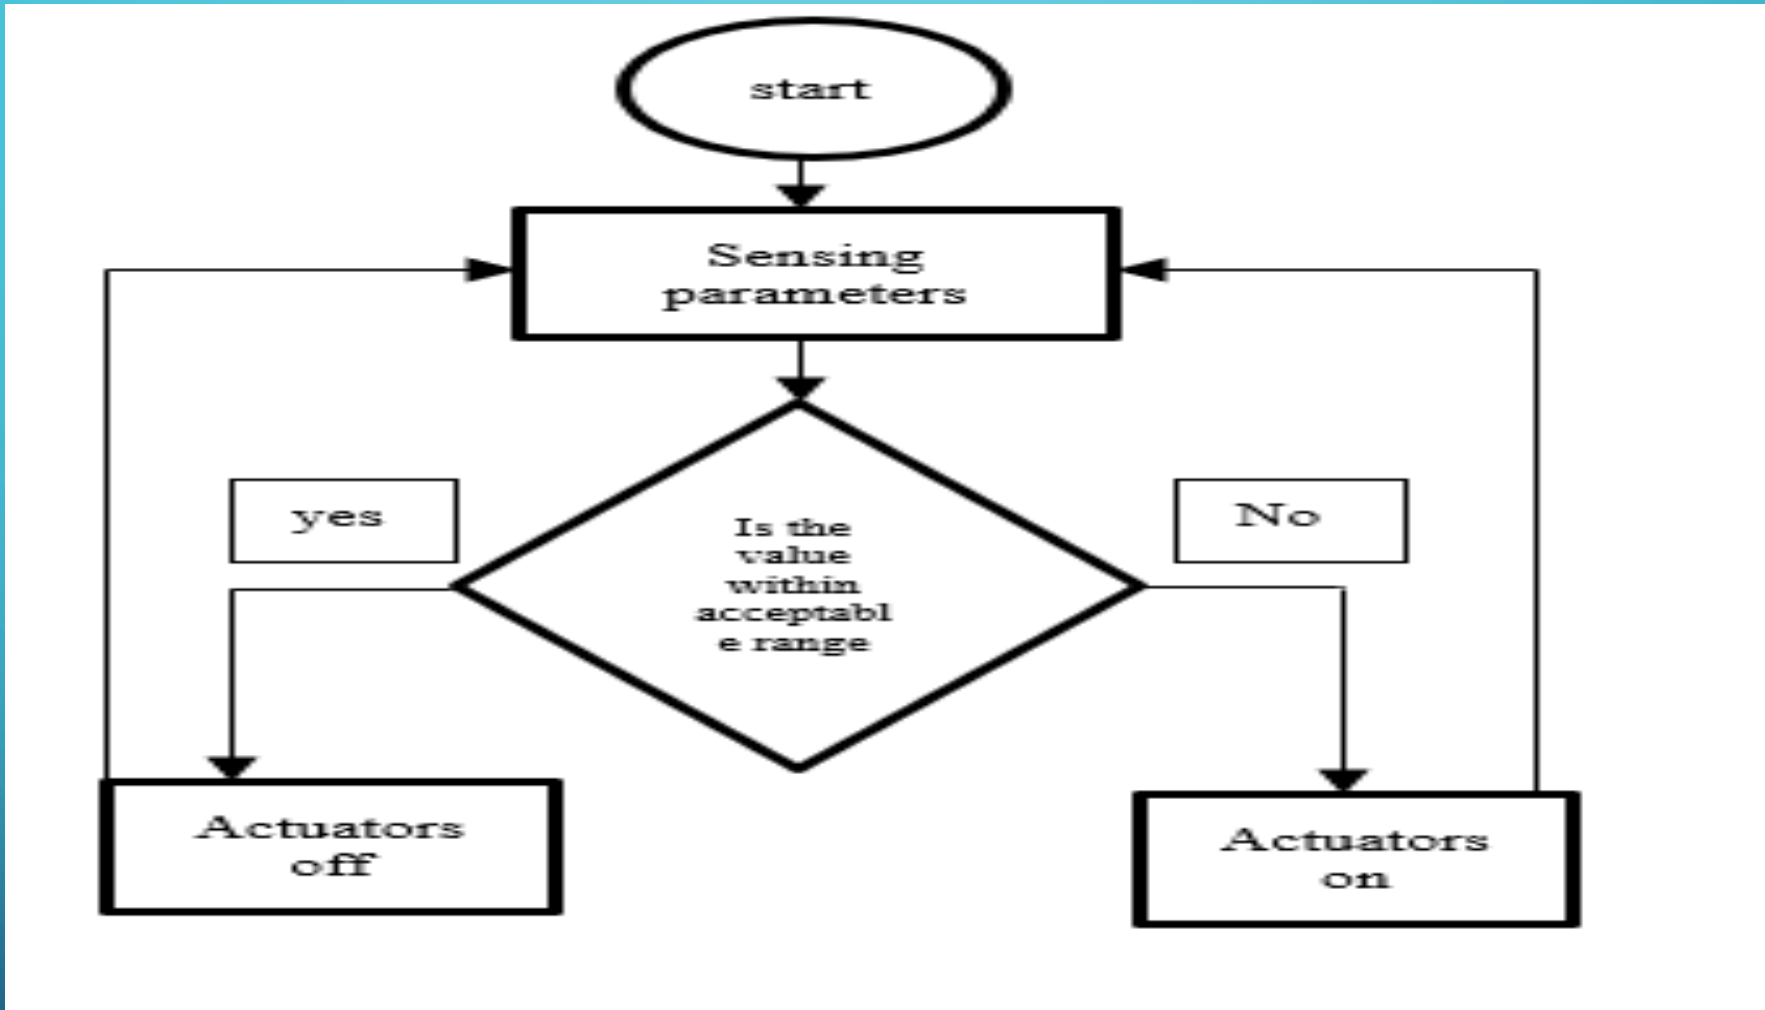 start
Sensing
parameters
yes
No
Is the
value
within
acceptabl
e range
Actuators
off
Actuators
on